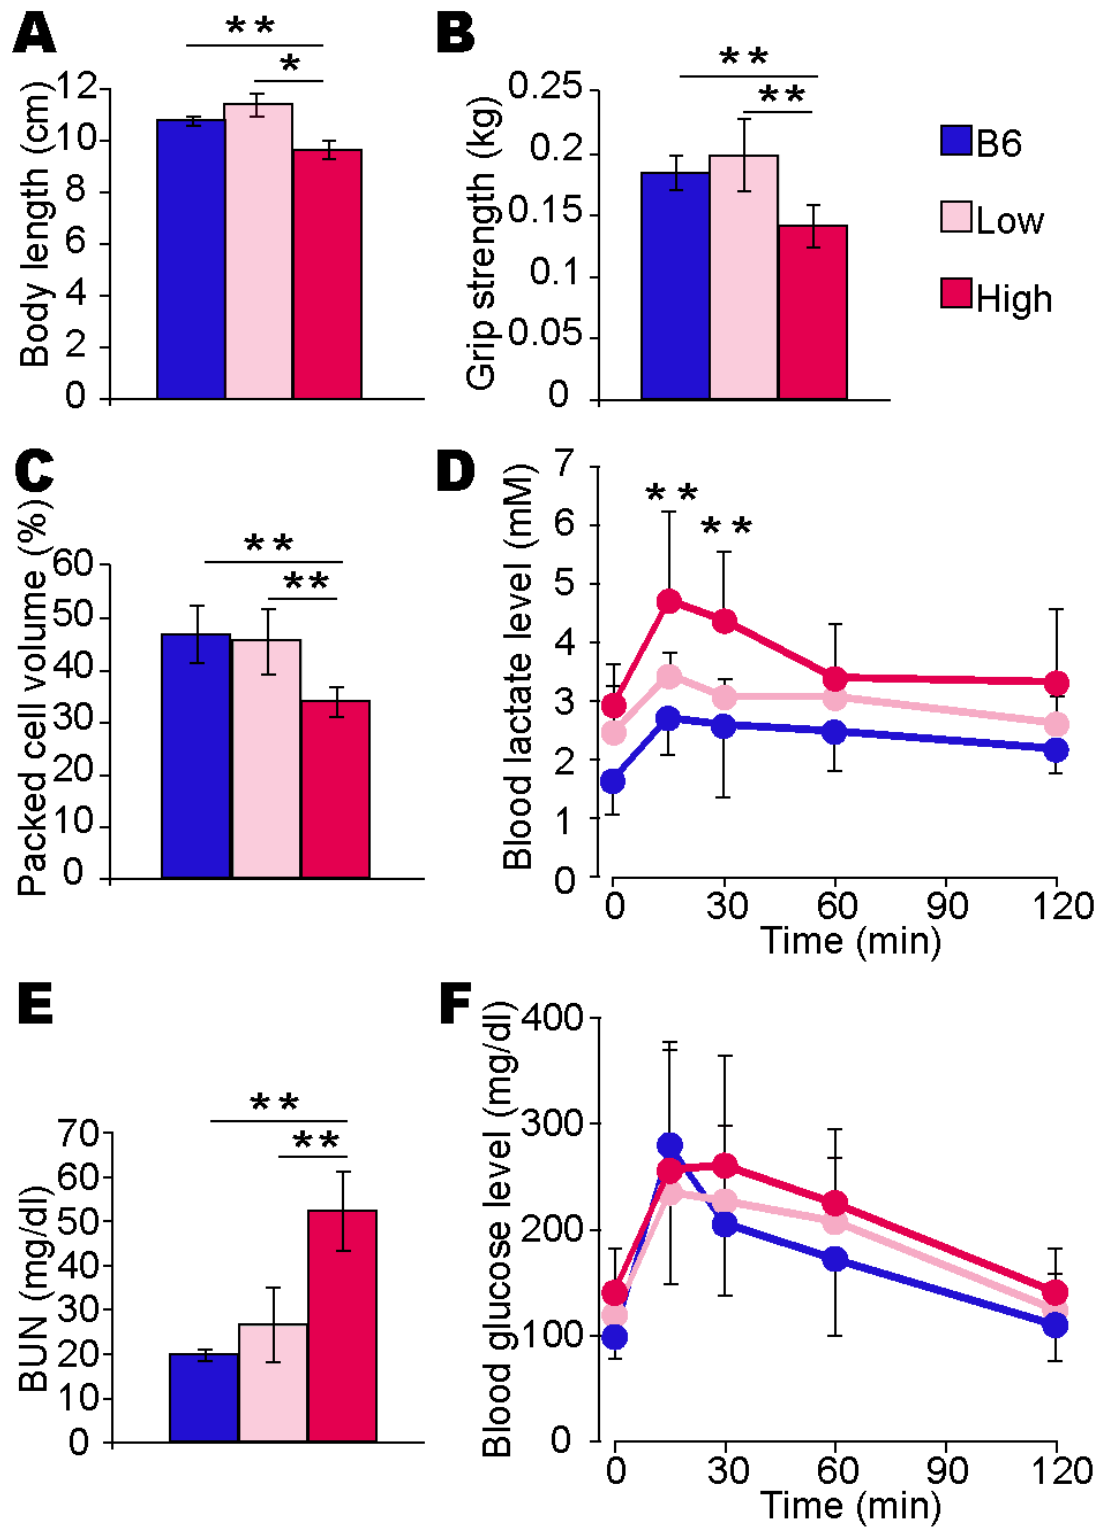 A
**
*
Body length (cm)
12
10
8
6
4
2
0
B
**
**
Grip strength (kg)
0.25
0.2
0.15
0.1
0.05
0
B6
Low
High
C
**
**
Packed cell volume (%)
60
50
40
30
20
10
0
D
**
**
Blood lactate level (mM)
7
6
5
4
3
2
1
0
0 30 60 90 120
Time (min)
E
**
**
BUN (mg/dl)
70
60
50
40
30
20
10
0
F
Blood glucose level (mg/dl)
400
300
200
100
0
0 30 60 90 120
Time (min)